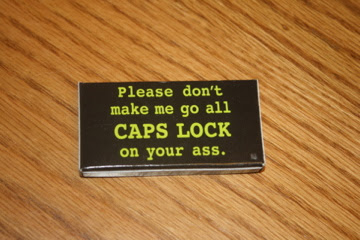 Please don't
make me go all
CAPS LOCK
on your ass.